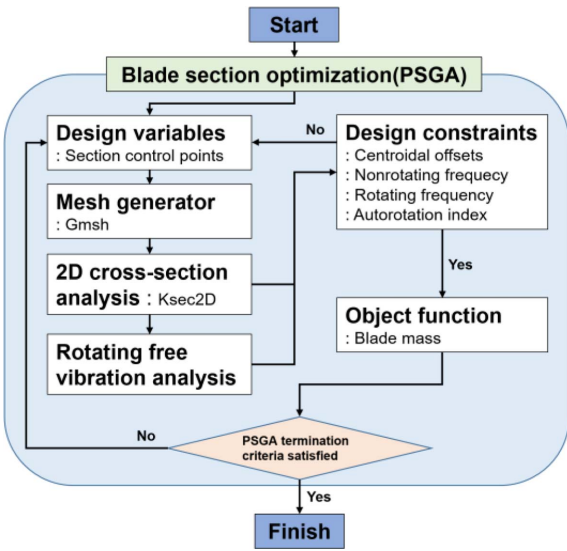 Start
Blade section optimization(PSGA)
Design variables
: Section control points
Mesh generator
: Gmsh
2D cross-section
analysis : Ksec2D
Rotating free
vibration analysis
No
Design constraints
: Centroidal offsets
: Nonrotating frequecy
: Rotating frequency
: Autorotation index
Yes
Object function
: Blade mass
No
PSGA termination
criteria satisfied
Yes
Finish